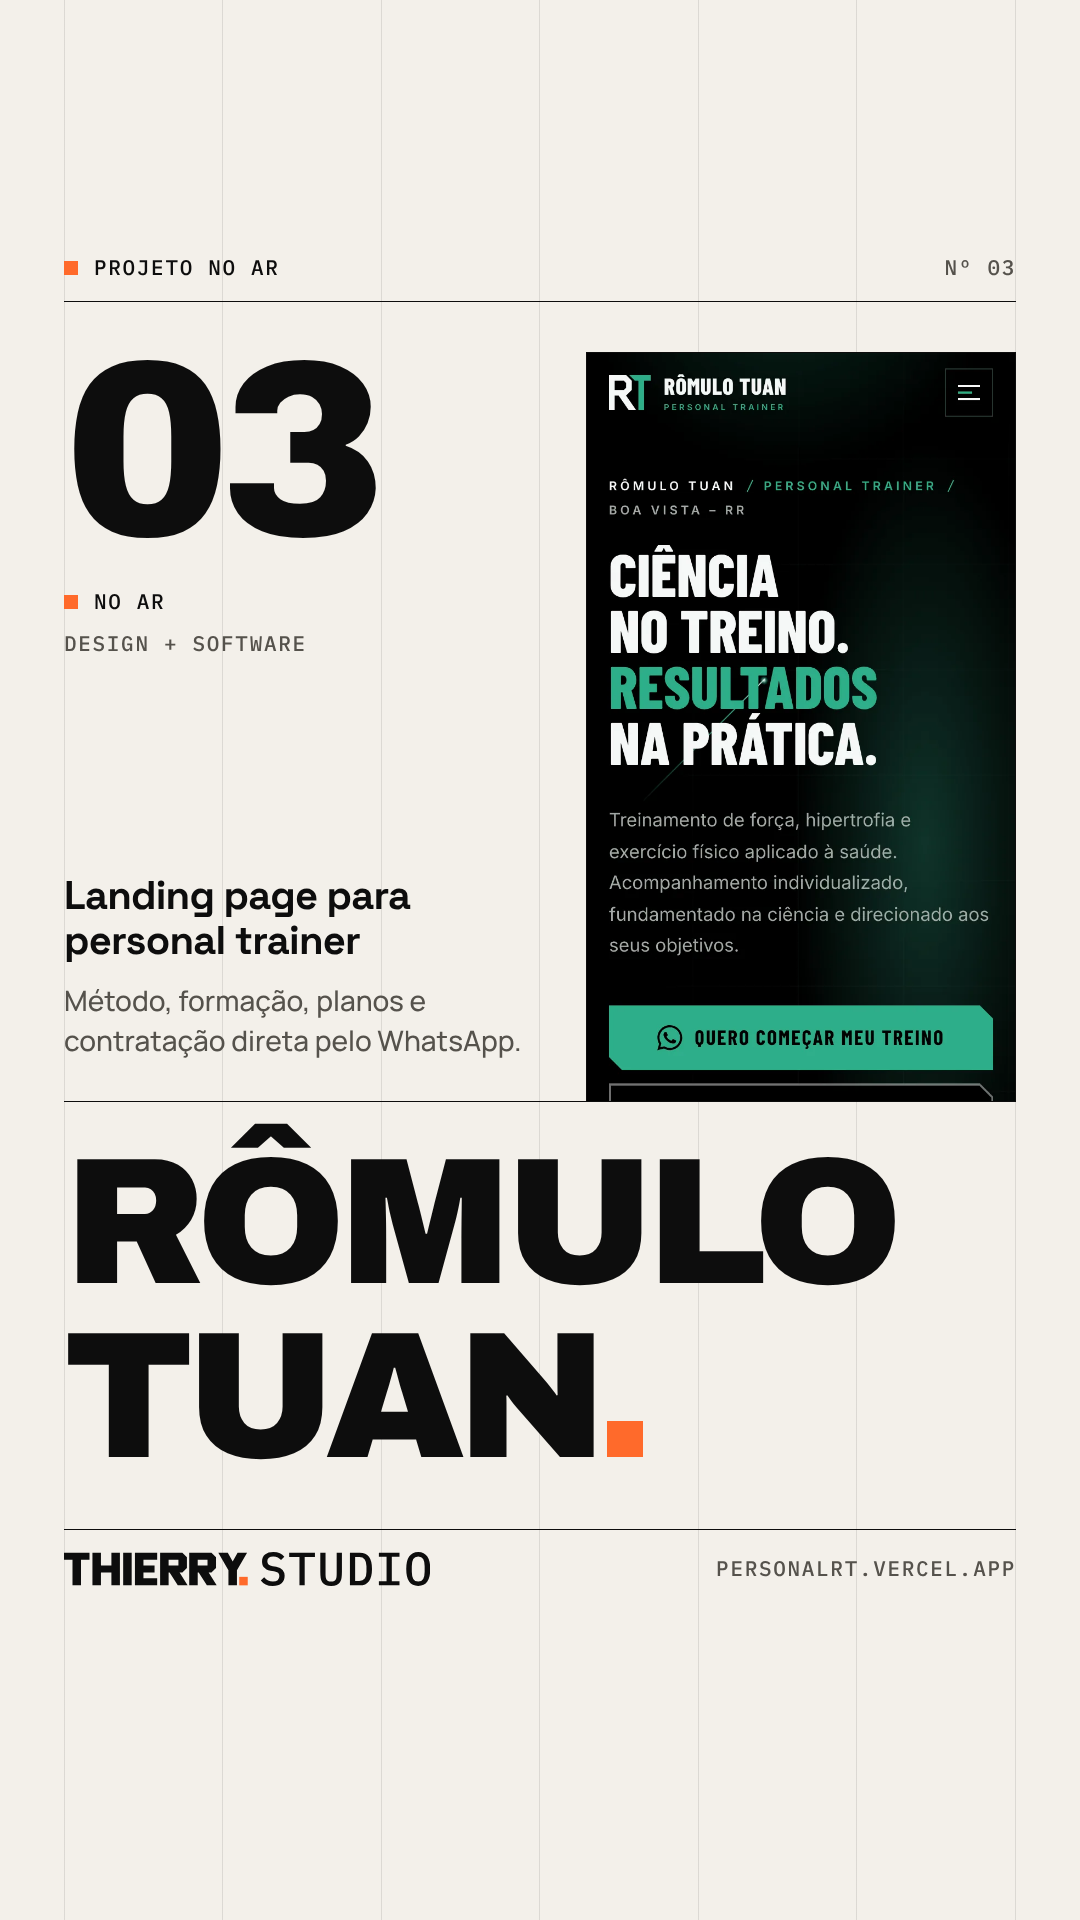 PROJETO NO AR
Nº 03
03
NO AR
DESIGN + SOFTWARE
Landing page para
personal trainer
Método, formação, planos e
contratação direta pelo WhatsApp.
RT RÔMULO TUAN
PERSONAL TRAINER
RÔMULO TUAN / PERSONAL TRAINER /
BOA VISTA – RR
CIÊNCIA
NO TREINO.
RESULTADOS
NA PRÁTICA.
Treinamento de força, hipertrofia e
exercício físico aplicado à saúde.
Acompanhamento individualizado,
fundamentado na ciência e direcionado aos
seus objetivos.
QUERO COMEÇAR MEU TREINO
RÔMULO
TUAN.
THIERRY. STUDIO
PERSONALRT.VERCEL.APP